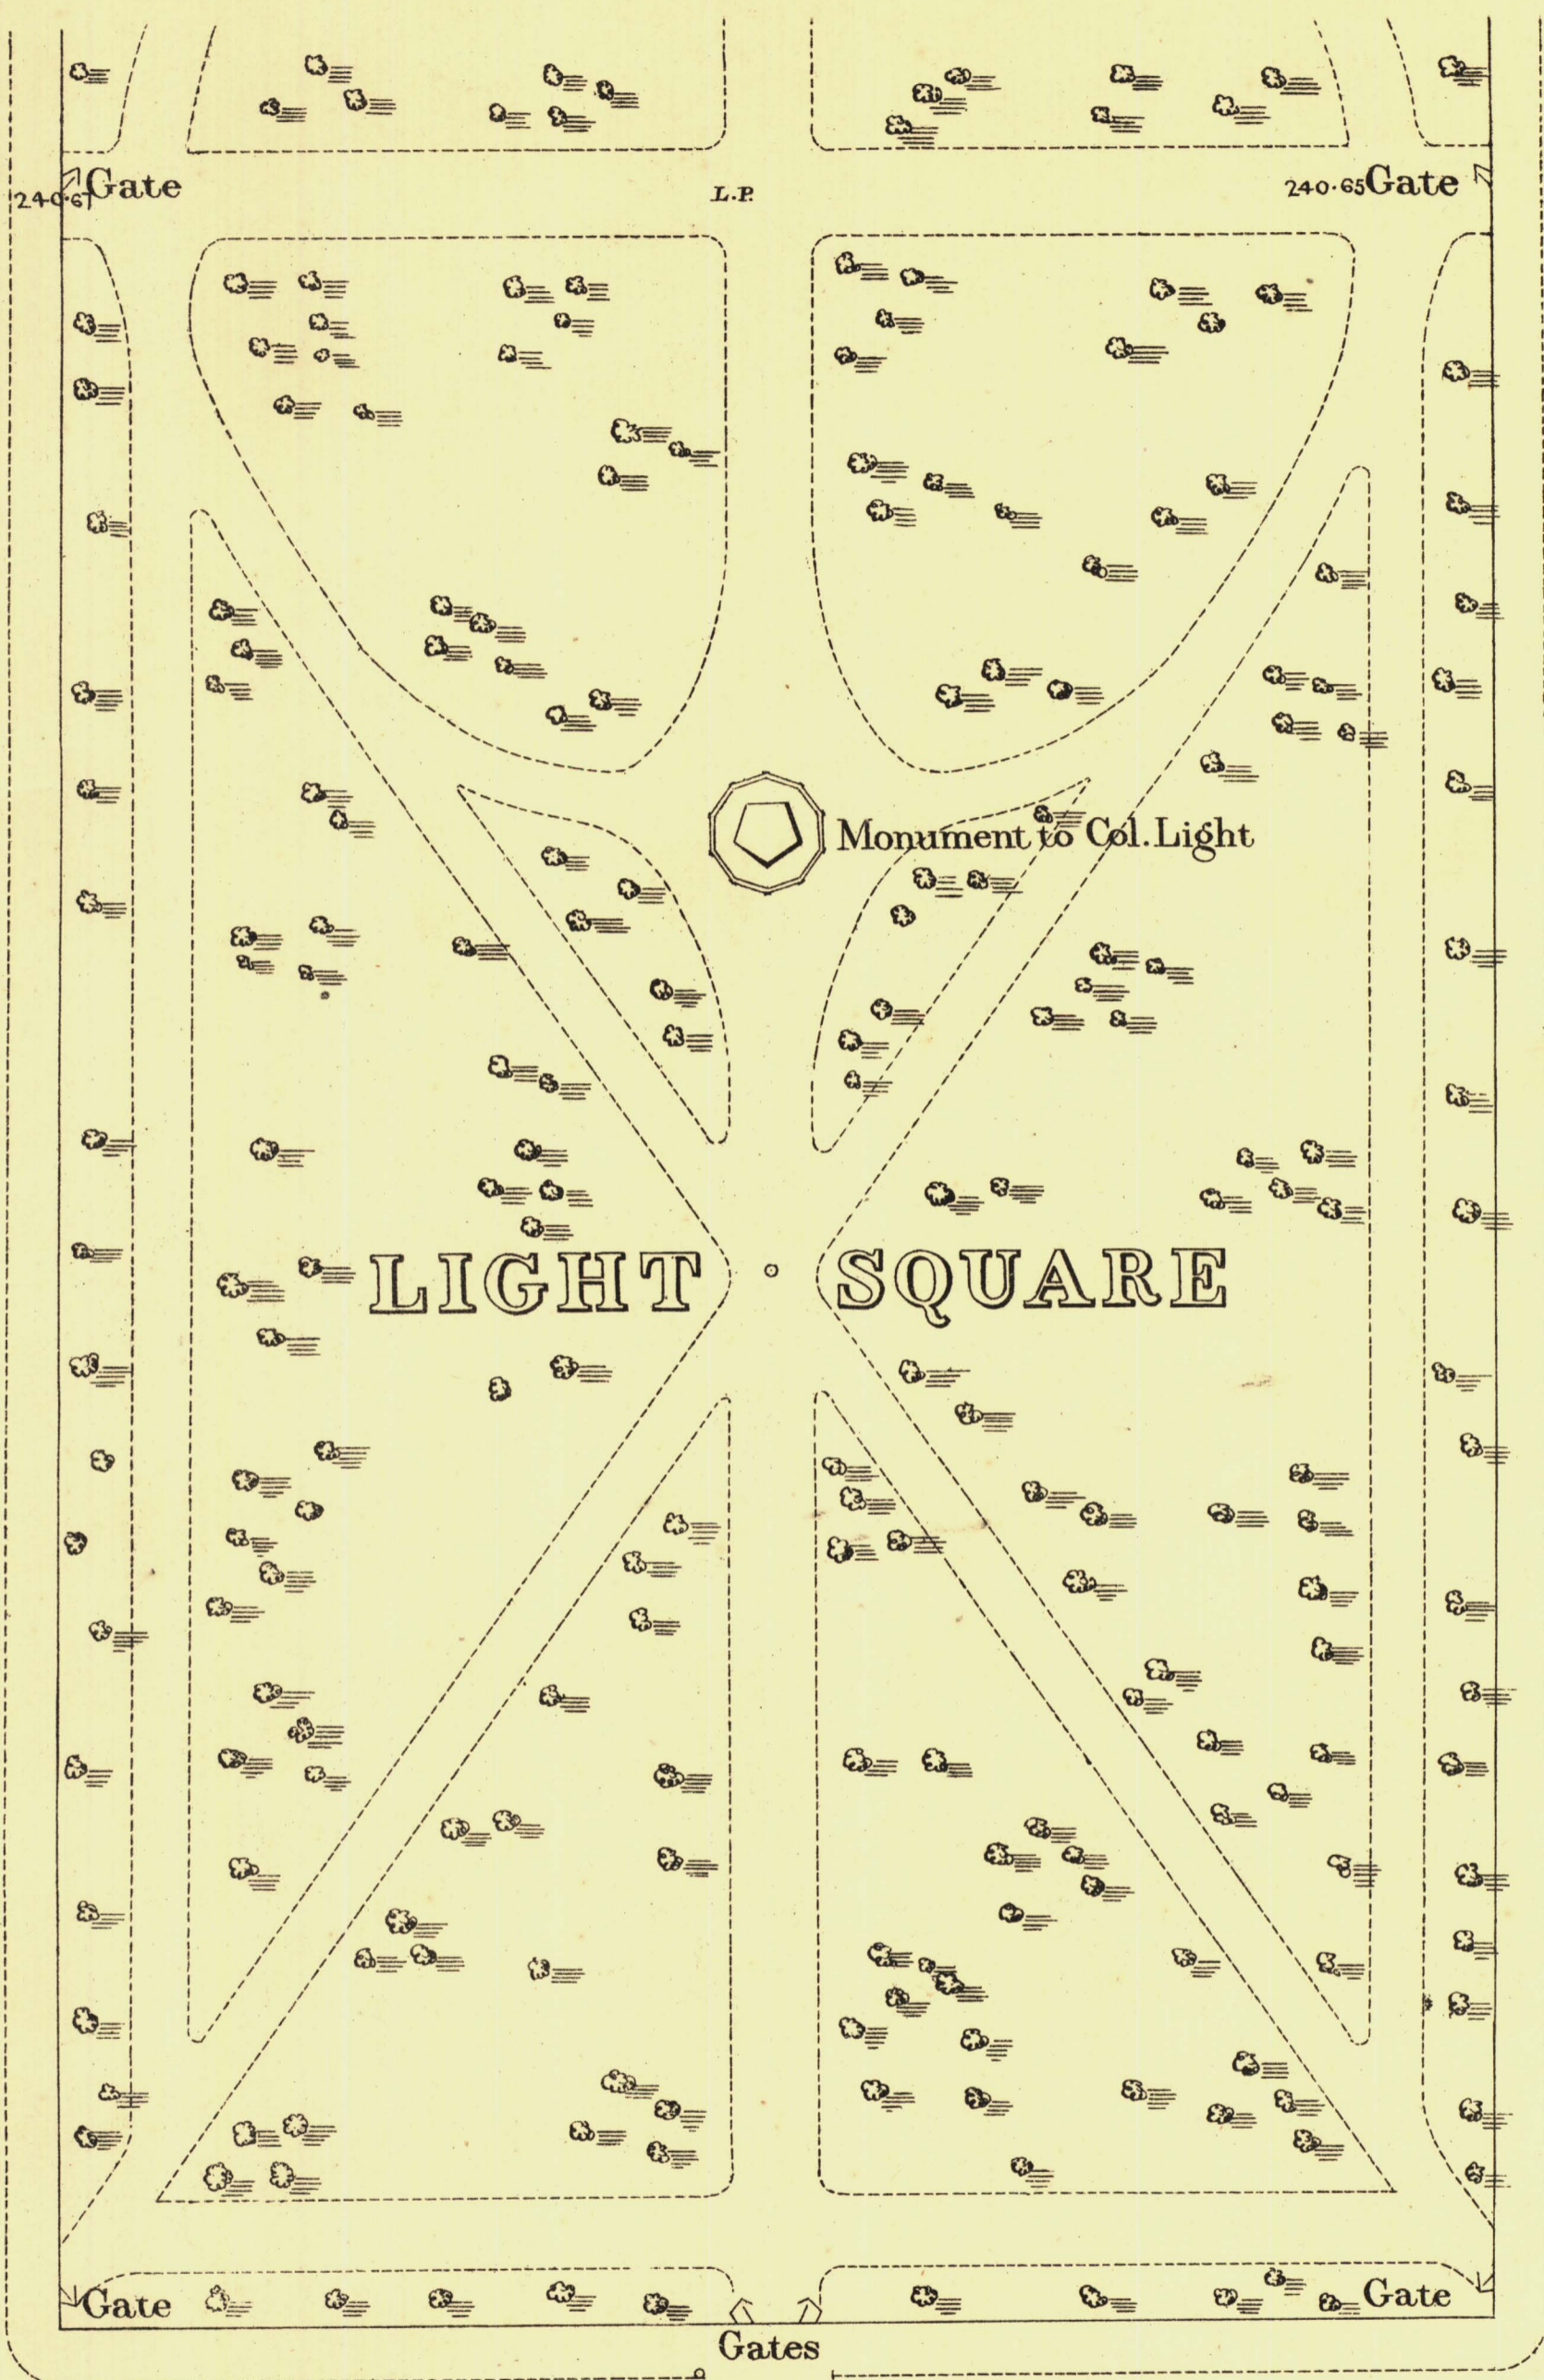 240·67 Gate
L.P.
240·65 Gate
Monument to Col. Light
LIGHT SQUARE
Gate
Gate
Gates